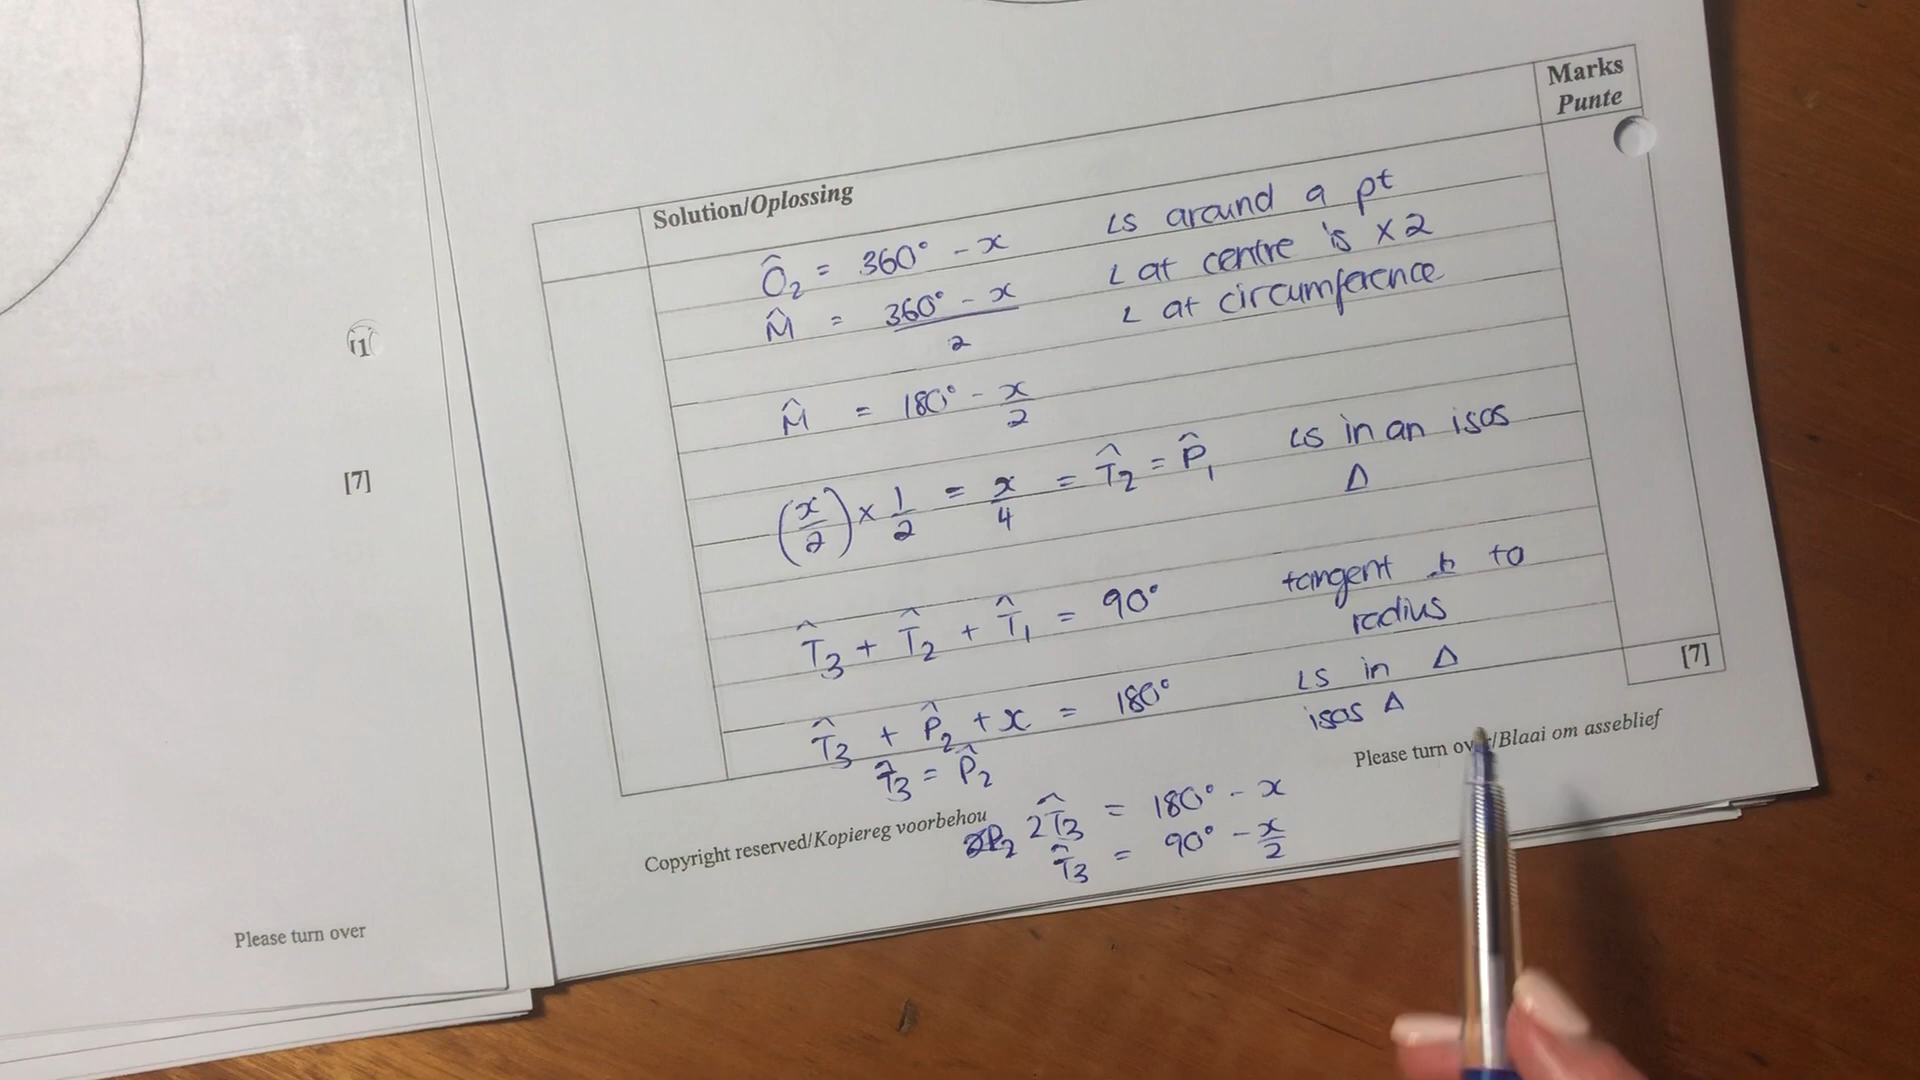 Marks
Punte
Solution/Oplossing
Ô₂ = 360° - x ∠s around a pt
M̂ = 360° - x / 2 ∠ at centre is ×2
∠ at circumference
M̂ = 180° - x/2
(x/2) × 1/2 = x/4 = T̂₂ = P̂₁ ∠s in an isos
Δ
T̂₃ + T̂₂ + T̂₁ = 90° tangent ⊥ to
radius
T̂₃ + P̂₂ + x = 180° ∠s in Δ
T̂₃ = P̂₂ isos Δ
[7]
Please turn over/Blaai om asseblief
Copyright reserved/Kopiereg voorbehou
2T̂₃ = 180° - x
T̂₃ = 90° - x/2
[7]
Please turn over